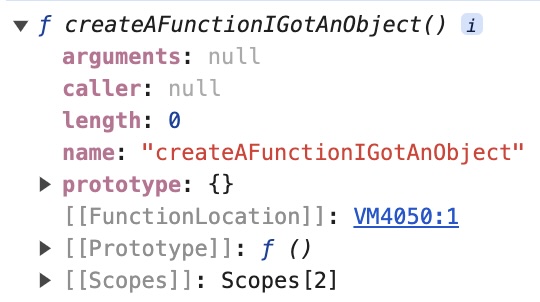 ▼ ƒ createAFunctionIGotAnObject() i
arguments: null
caller: null
length: 0
name: "createAFunctionIGotAnObject"
▶ prototype: {}
[[FunctionLocation]]: VM4050:1
▶ [[Prototype]]: ƒ ()
▶ [[Scopes]]: Scopes[2]